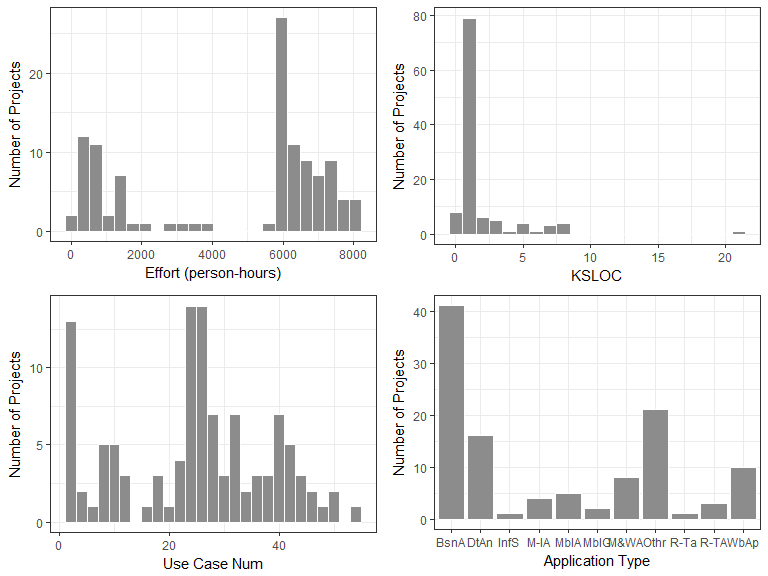 Number of Projects
20
10
0
0 2000 4000 6000 8000
Effort (person-hours)
Number of Projects
80
60
40
20
0
0 5 10 15 20
KSLOC
Number of Projects
10
5
0
0 20 40
Use Case Num
Number of Projects
40
30
20
10
0
BsnA DtAn InfS M-IA MblA MblG M&WA Othr R-Ta R-TA WbAp
Application Type